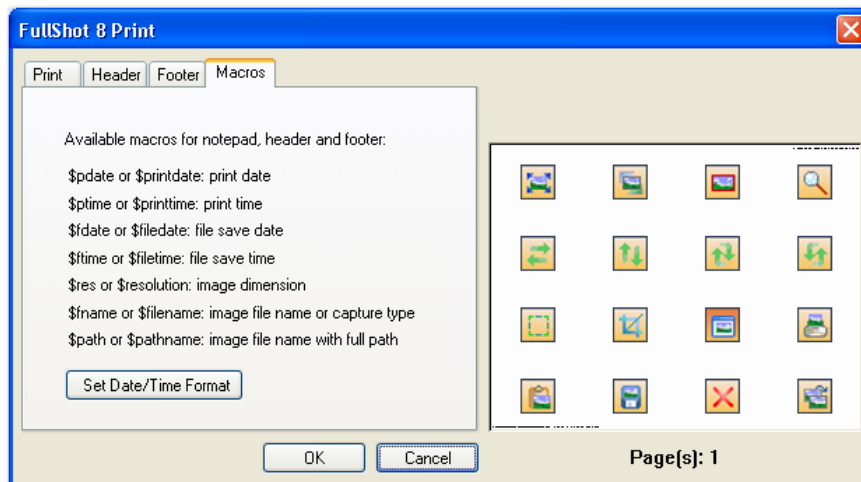 FullShot 8 Print
Print Header Footer Macros
Available macros for notepad, header and footer:
$pdate or $printdate: print date
$ptime or $printtime: print time
$fdate or $filedate: file save date
$ftime or $filetime: file save time
$res or $resolution: image dimension
$fname or $filename: image file name or capture type
$path or $pathname: image file name with full path
Set Date/Time Format
OK Cancel
Page(s): 1